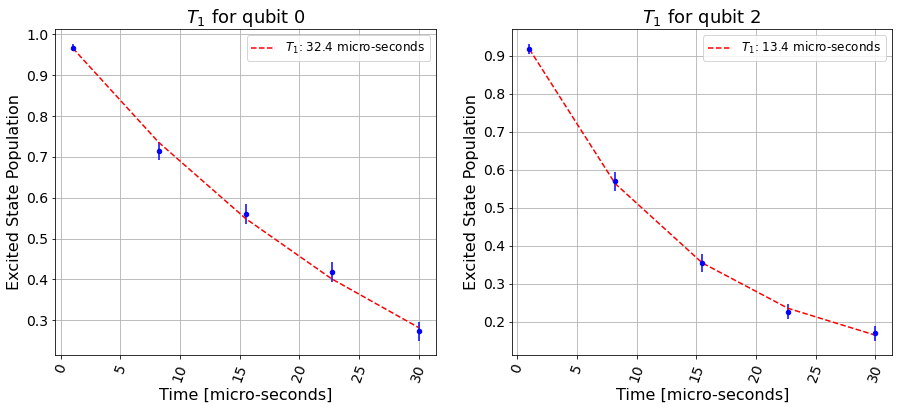 T₁ for qubit 0
Excited State Population
1.0
0.9
0.8
0.7
0.6
0.5
0.4
0.3
T₁: 32.4 micro-seconds
0 5 10 15 20 25 30
Time [micro-seconds]
T₁ for qubit 2
Excited State Population
0.9
0.8
0.7
0.6
0.5
0.4
0.3
0.2
T₁: 13.4 micro-seconds
0 5 10 15 20 25 30
Time [micro-seconds]